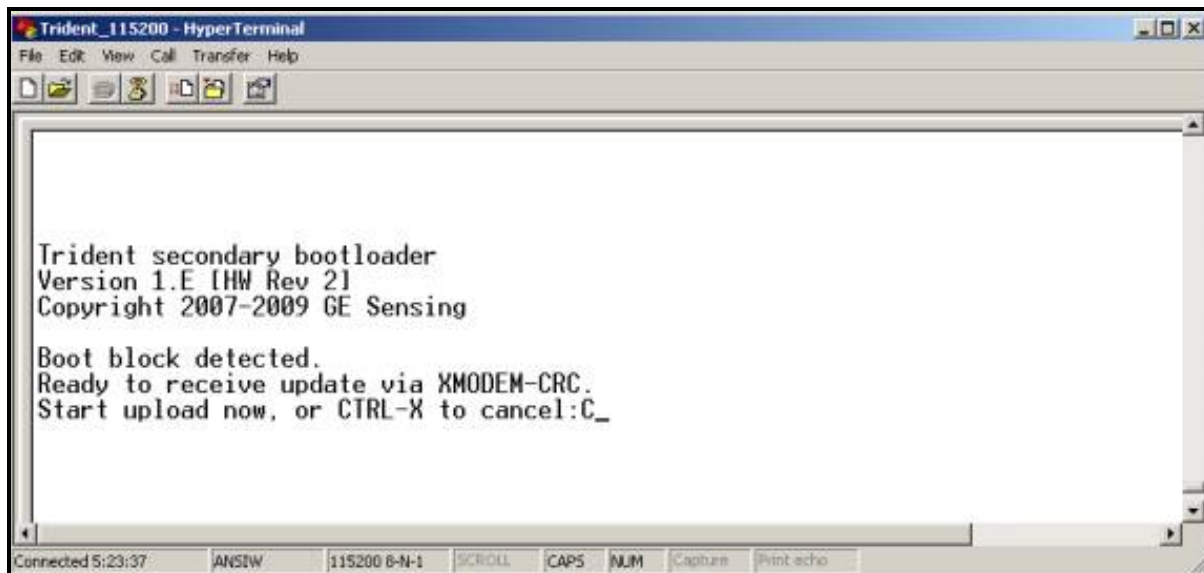 Trident_115200 - HyperTerminal
File Edit View Call Transfer Help
Trident secondary bootloader
Version 1.E [HW Rev 2]
Copyright 2007-2009 GE Sensing
Boot block detected.
Ready to receive update via XMODEM-CRC.
Start upload now, or CTRL-X to cancel:C_
Connected 5:23:37 ANSIW 115200 8-N-1 SCROLL CAPS NUM Capture Print echo